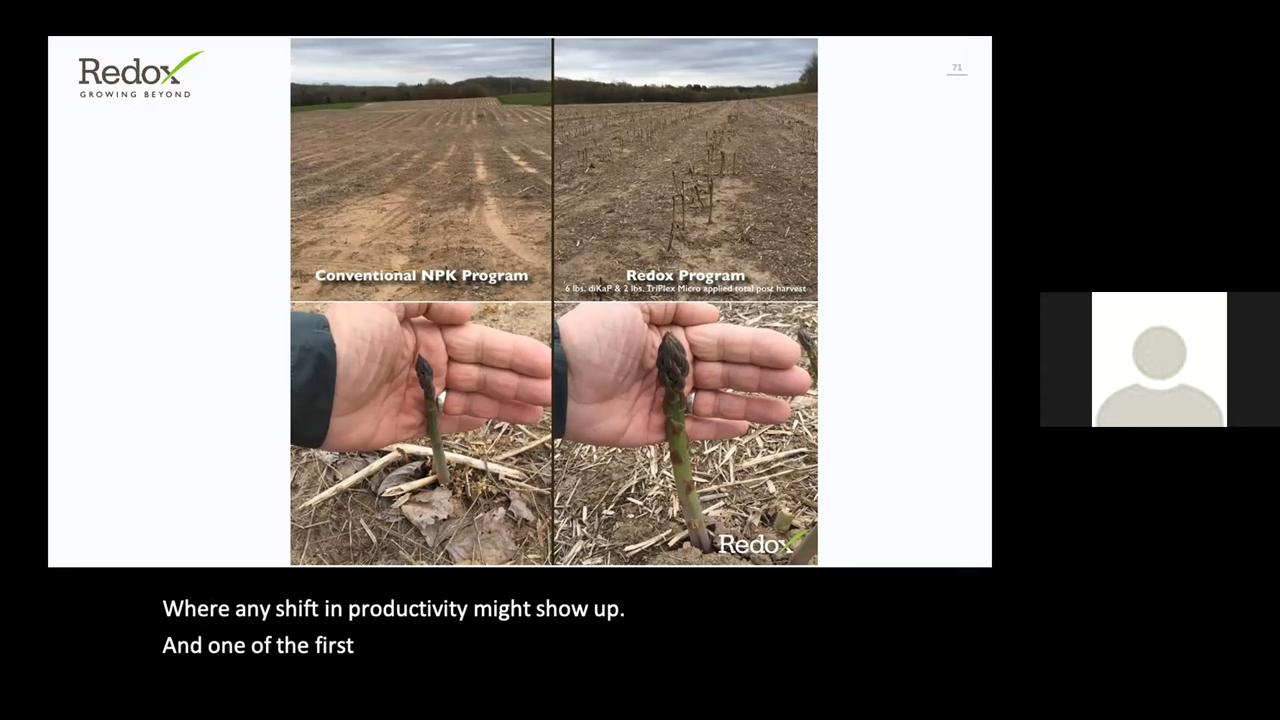 Redox
GROWING BEYOND
71
Conventional NPK Program
Redox Program
6 lbs. diKaP & 2 lbs. TriPlex Micro applied total post harvest
Redox
Where any shift in productivity might show up.
And one of the first